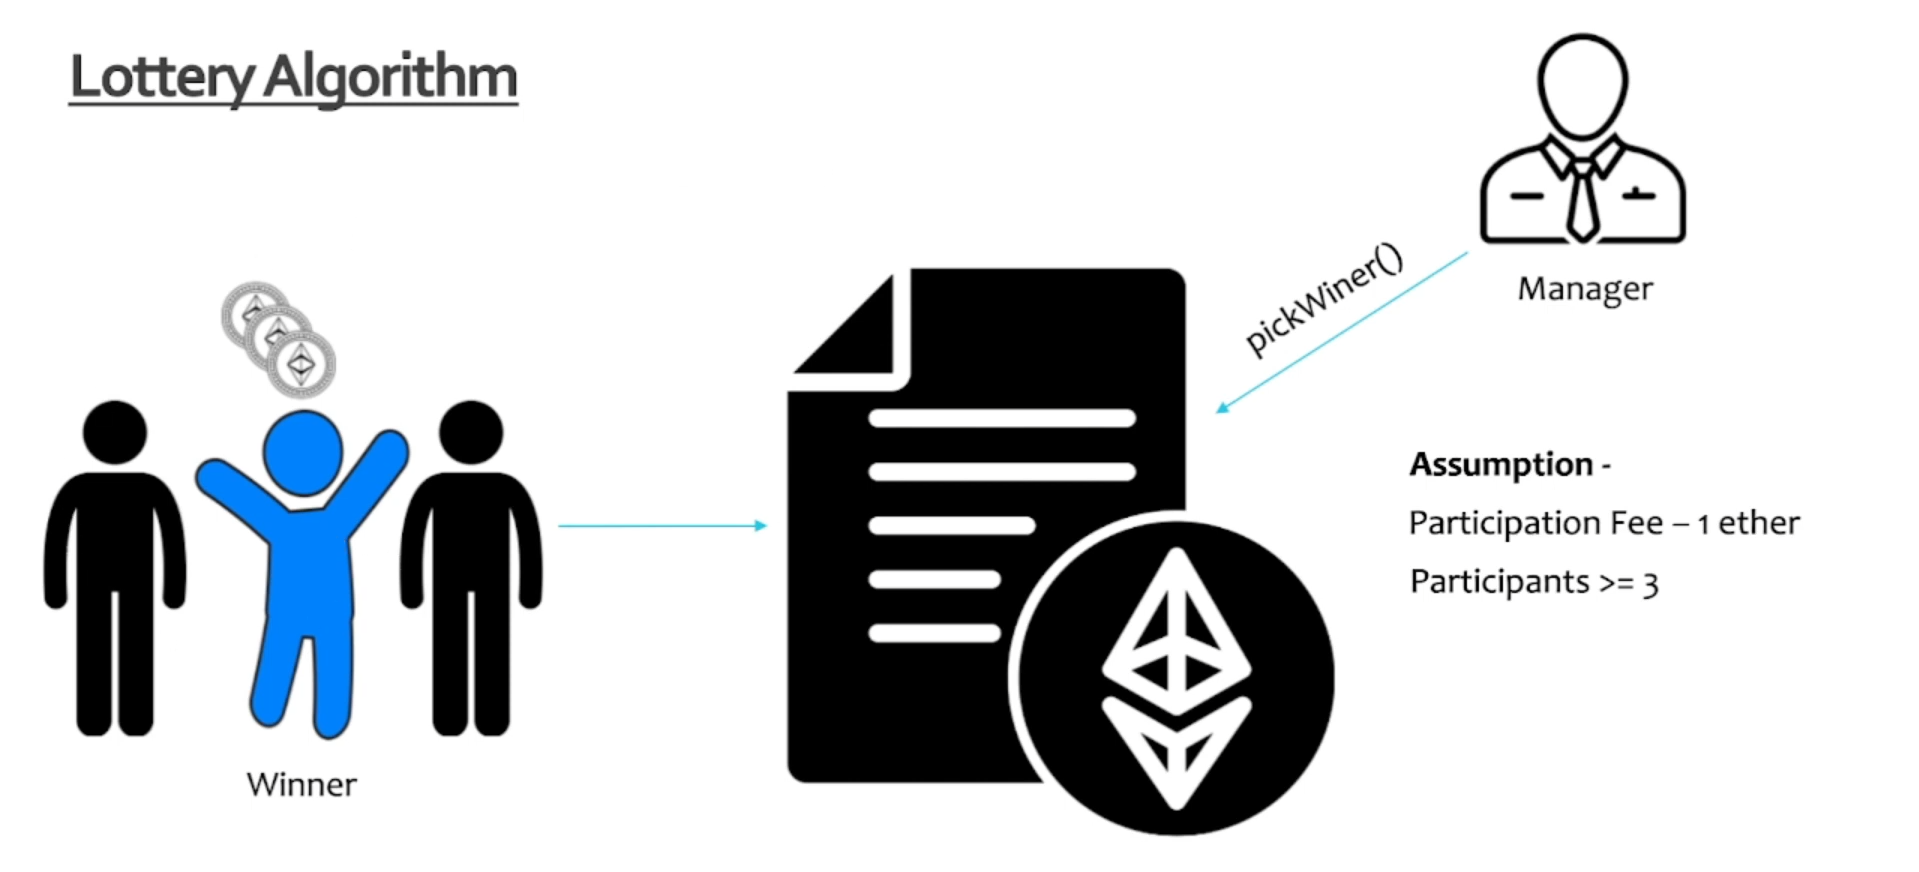 Lottery Algorithm
pickWiner()
Manager
Assumption -
Participation Fee – 1 ether
Participants >= 3
Winner